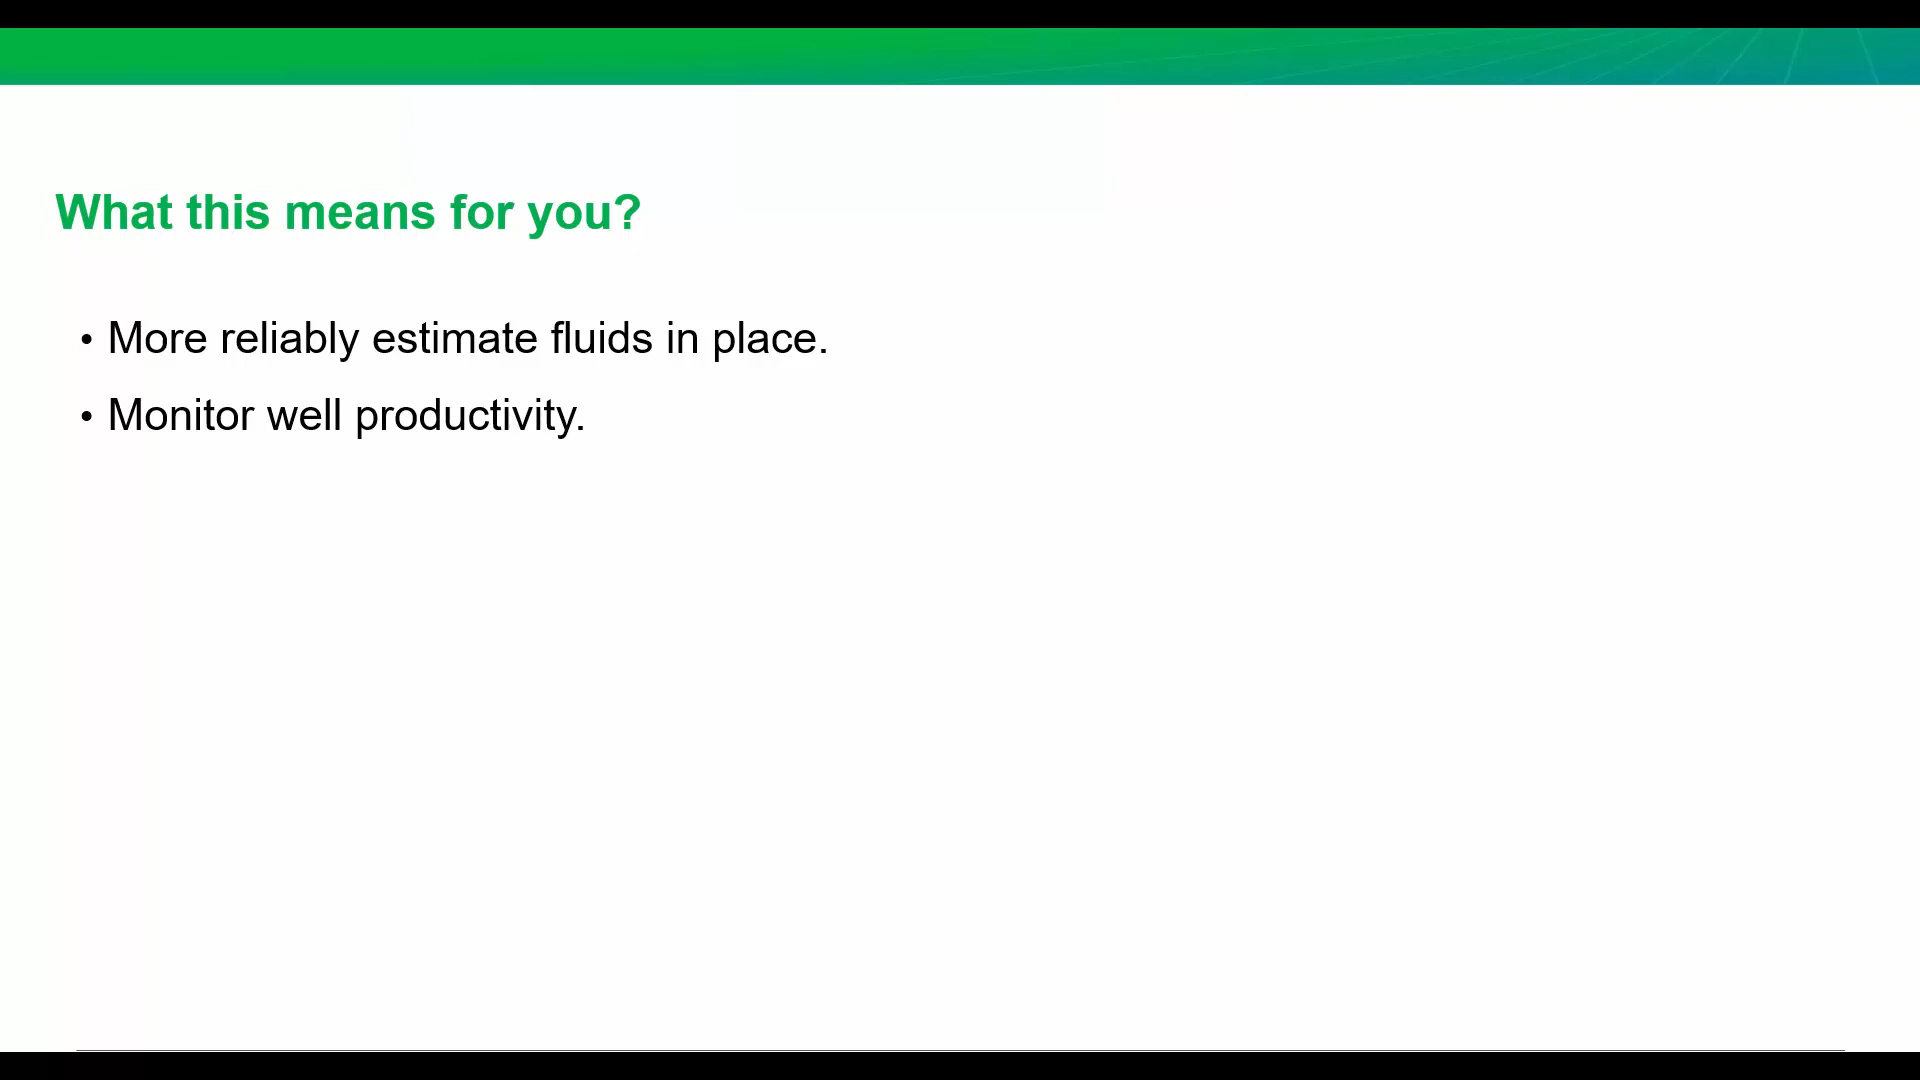 What this means for you?
• More reliably estimate fluids in place.
• Monitor well productivity.